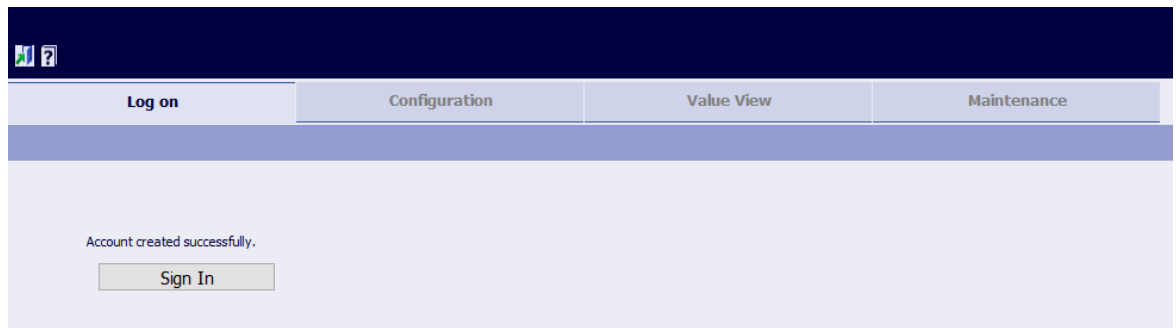 Log on Configuration Value View Maintenance
Account created successfully.
Sign In